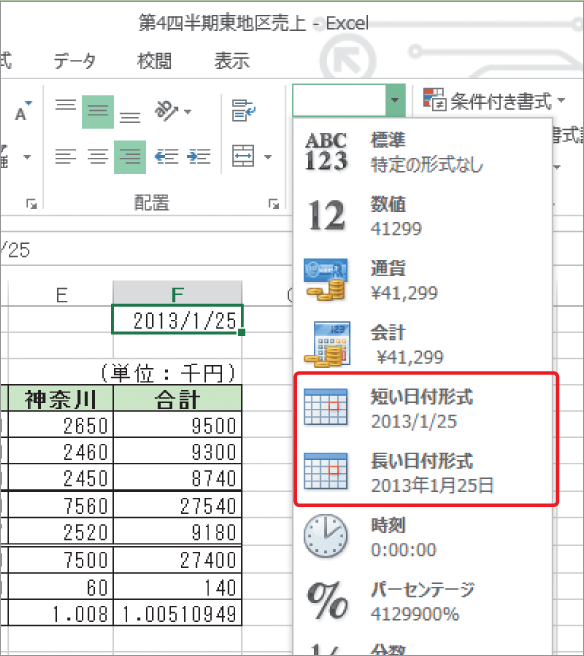 第4四半期東地区売上 - Excel
式 データ 校閲 表示
A
条件付き書式
書式設
配置
/25
ABC 123 標準
特定の形式なし
12 数値
41299
通貨
¥41,299
会計
¥41,299
短い日付形式
2013/1/25
長い日付形式
2013年1月25日
時刻
0:00:00
% パーセンテージ
4129900%
分数
E F
2013/1/25
(単位：千円)
神奈川 合計
2650 9500
2460 9300
2450 8740
7560 27540
2520 9180
7500 27400
60 140
1.008 1.00510949